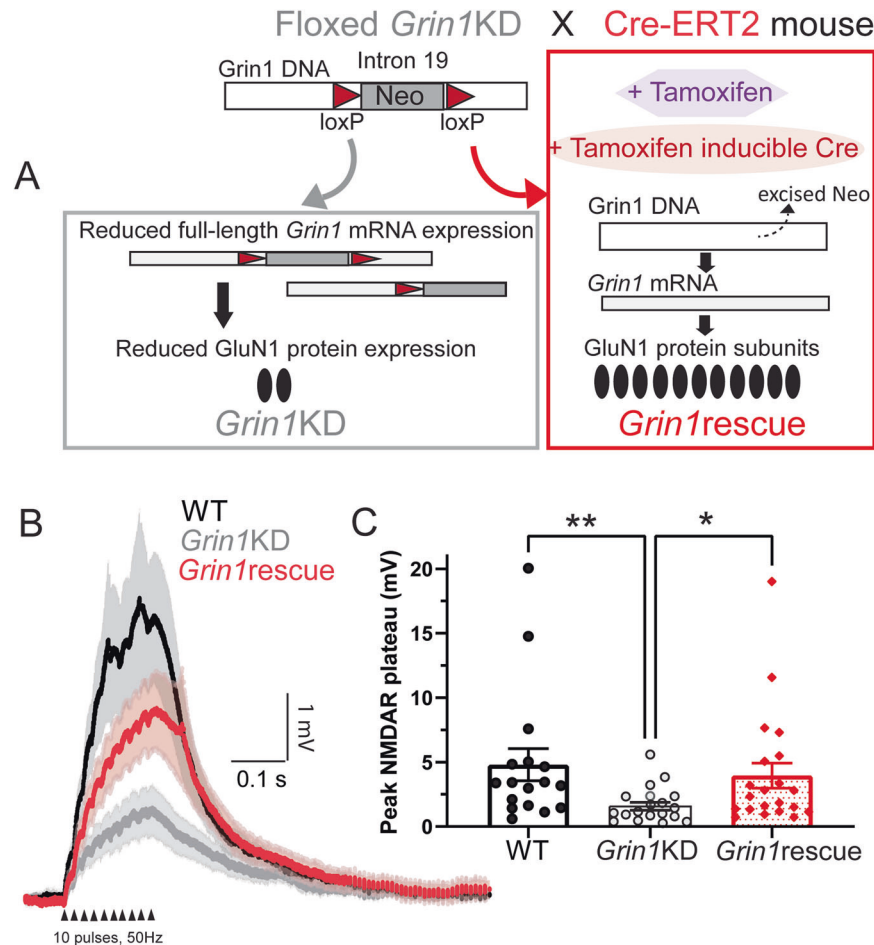 Floxed Grin1KD X Cre-ERT2 mouse
Grin1 DNA
Intron 19
Neo
loxP
loxP
+ Tamoxifen
+ Tamoxifen inducible Cre
excised Neo
Grin1 DNA
Grin1 mRNA
GluN1 protein subunits
Grin1rescue
A
Reduced full-length Grin1 mRNA expression
Reduced GluN1 protein expression
Grin1KD
B
WT
Grin1KD
Grin1rescue
1 mV
0.1 s
10 pulses, 50Hz
C
**
*
Peak NMDAR plateau (mV)
20
15
10
5
0
WT
Grin1KD
Grin1rescue